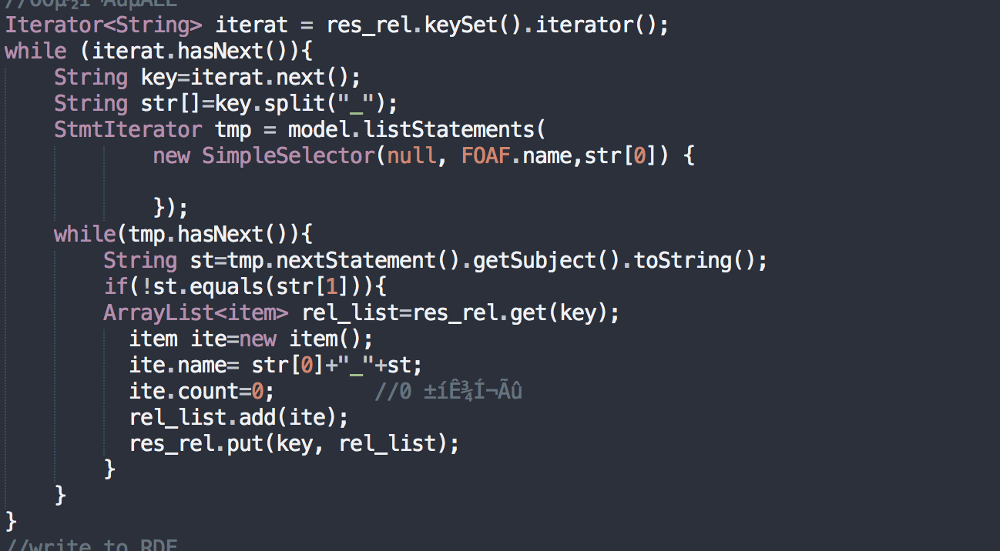 Iterator<String> iterat = res_rel.keySet().iterator();
while (iterat.hasNext()){
    String key=iterat.next();
    String str[]=key.split("_");
    StmtIterator tmp = model.listStatements(
            new SimpleSelector(null, FOAF.name,str[0]) {
            });
    while(tmp.hasNext()){
        String st=tmp.nextStatement().getSubject().toString();
        if(!st.equals(str[1])){
        ArrayList<item> rel_list=res_rel.get(key);
          item ite=new item();
          ite.name= str[0]+"_"+st;
          ite.count=0;        //0 ±íÊ¾Í¬Ãû
          rel_list.add(ite);
          res_rel.put(key, rel_list);
        }
    }
}
//write to RDF